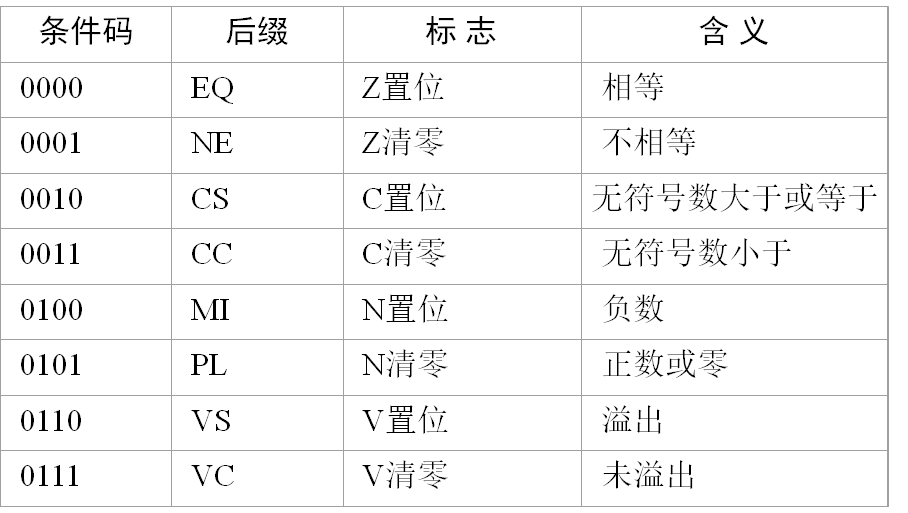 条件码 后缀 标 志 含 义
0000 EQ Z置位 相等
0001 NE Z清零 不相等
0010 CS C置位 无符号数大于或等于
0011 CC C清零 无符号数小于
0100 MI N置位 负数
0101 PL N清零 正数或零
0110 VS V置位 溢出
0111 VC V清零 未溢出